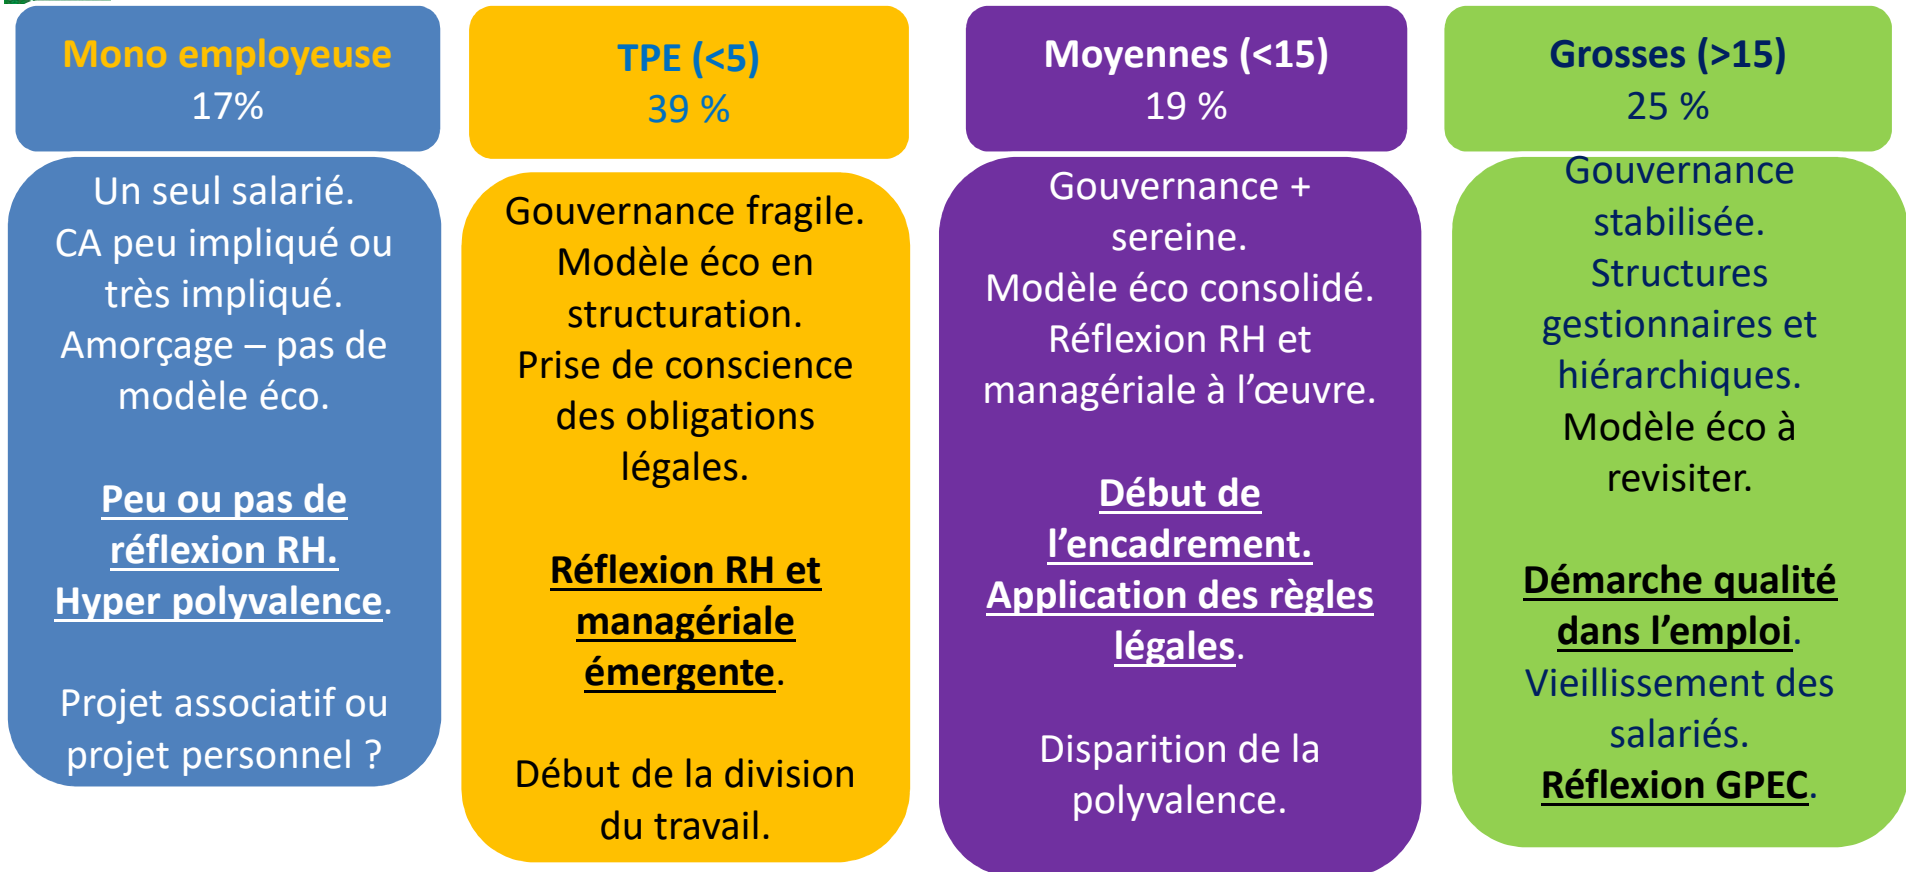 Mono employeuse
17%
Un seul salarié.
CA peu impliqué ou
très impliqué.
Amorçage – pas de
modèle éco.
Peu ou pas de
réflexion RH.
Hyper polyvalence.
Projet associatif ou
projet personnel ?
TPE (<5)
39 %
Gouvernance fragile.
Modèle éco en
structuration.
Prise de conscience
des obligations
légales.
Réflexion RH et
managériale
émergente.
Début de la division
du travail.
Moyennes (<15)
19 %
Gouvernance +
sereine.
Modèle éco consolidé.
Réflexion RH et
managériale à l’œuvre.
Début de
l’encadrement.
Application des règles
légales.
Disparition de la
polyvalence.
Grosses (>15)
25 %
Gouvernance
stabilisée.
Structures
gestionnaires et
hiérarchiques.
Modèle éco à
revisiter.
Démarche qualité
dans l’emploi.
Vieillissement des
salariés.
Réflexion GPEC.